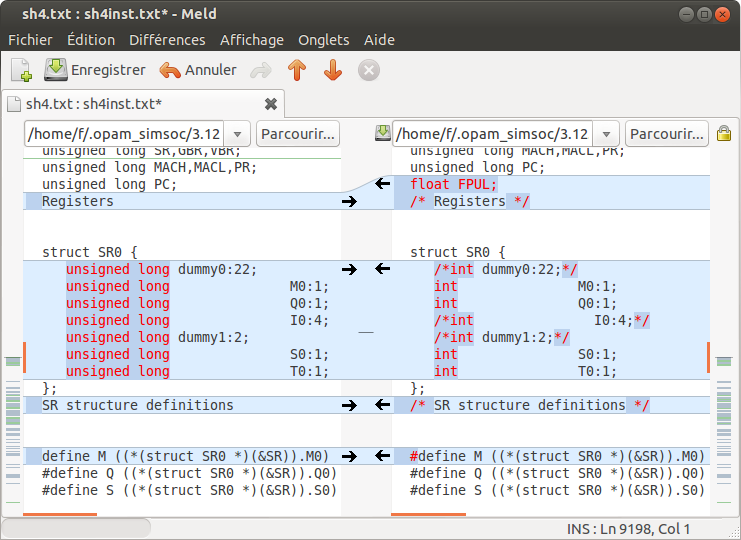 sh4.txt : sh4inst.txt* - Meld
Fichier Édition Différences Affichage Onglets Aide
Enregistrer Annuler
sh4.txt : sh4inst.txt*
/home/f/.opam_simsoc/3.12 Parcourir... /home/f/.opam_simsoc/3.12 Parcourir...
unsigned long SR,GBR,VBR;
unsigned long MACH,MACL,PR;
unsigned long PC;
Registers
struct SR0 {
unsigned long dummy0:22;
unsigned long M0:1;
unsigned long Q0:1;
unsigned long I0:4;
unsigned long dummy1:2;
unsigned long S0:1;
unsigned long T0:1;
};
SR structure definitions
define M ((*(struct SR0 *)(&SR)).M0)
#define Q ((*(struct SR0 *)(&SR)).Q0)
#define S ((*(struct SR0 *)(&SR)).S0)
unsigned long MACH,MACL,PR;
unsigned long PC;
float FPUL;
/* Registers */
struct SR0 {
/*int dummy0:22;*/
int M0:1;
int Q0:1;
/*int I0:4;*/
/*int dummy1:2;*/
int S0:1;
int T0:1;
};
/* SR structure definitions */
#define M ((*(struct SR0 *)(&SR)).M0)
#define Q ((*(struct SR0 *)(&SR)).Q0)
#define S ((*(struct SR0 *)(&SR)).S0)
INS : Ln 9198, Col 1